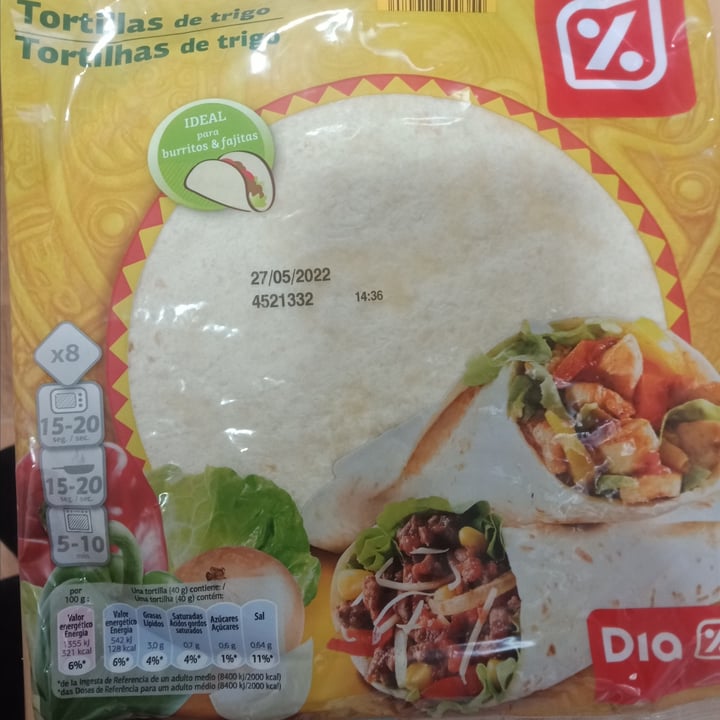 Tortillas de trigo
Tortilhas de trigo
%
IDEAL
para
burritos & fajitas
27/05/2022
4521332 14:36
x8
15-20
seg. / sec.
15-20
seg. / sec.
5-10
min.
por
100 g :
Valor
energético
Energia
1355 kJ
321 kcal
6%*
Una tortilla (40 g) contiene: /
Uma tortilha (40 g) contém:
Valor
energético
Energia
542 kJ
128 kcal
6%*
Grasas
Lípidos
3,0 g
4%*
Saturadas
Ácidos gordos
saturados
0,7 g
4%*
Azúcares
Açúcares
0,6 g
1%*
Sal
0,64 g
11%*
*de la Ingesta de Referencia de un adulto medio (8400 kJ/2000 kcal)
*das Doses de Referência para um adulto médio (8400 kJ/2000 kcal)
Dia %